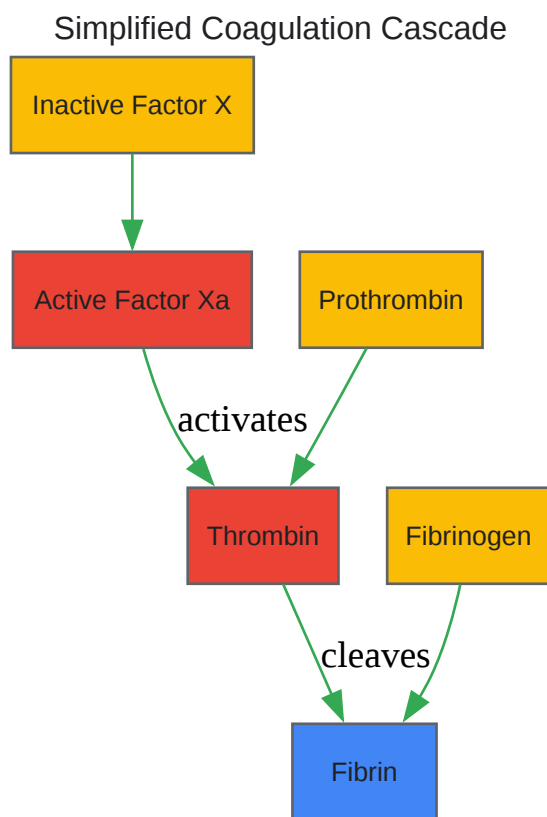 Simplified Coagulation Cascade
Inactive Factor X
Active Factor Xa
Prothrombin
activates
Thrombin
Fibrinogen
cleaves
Fibrin